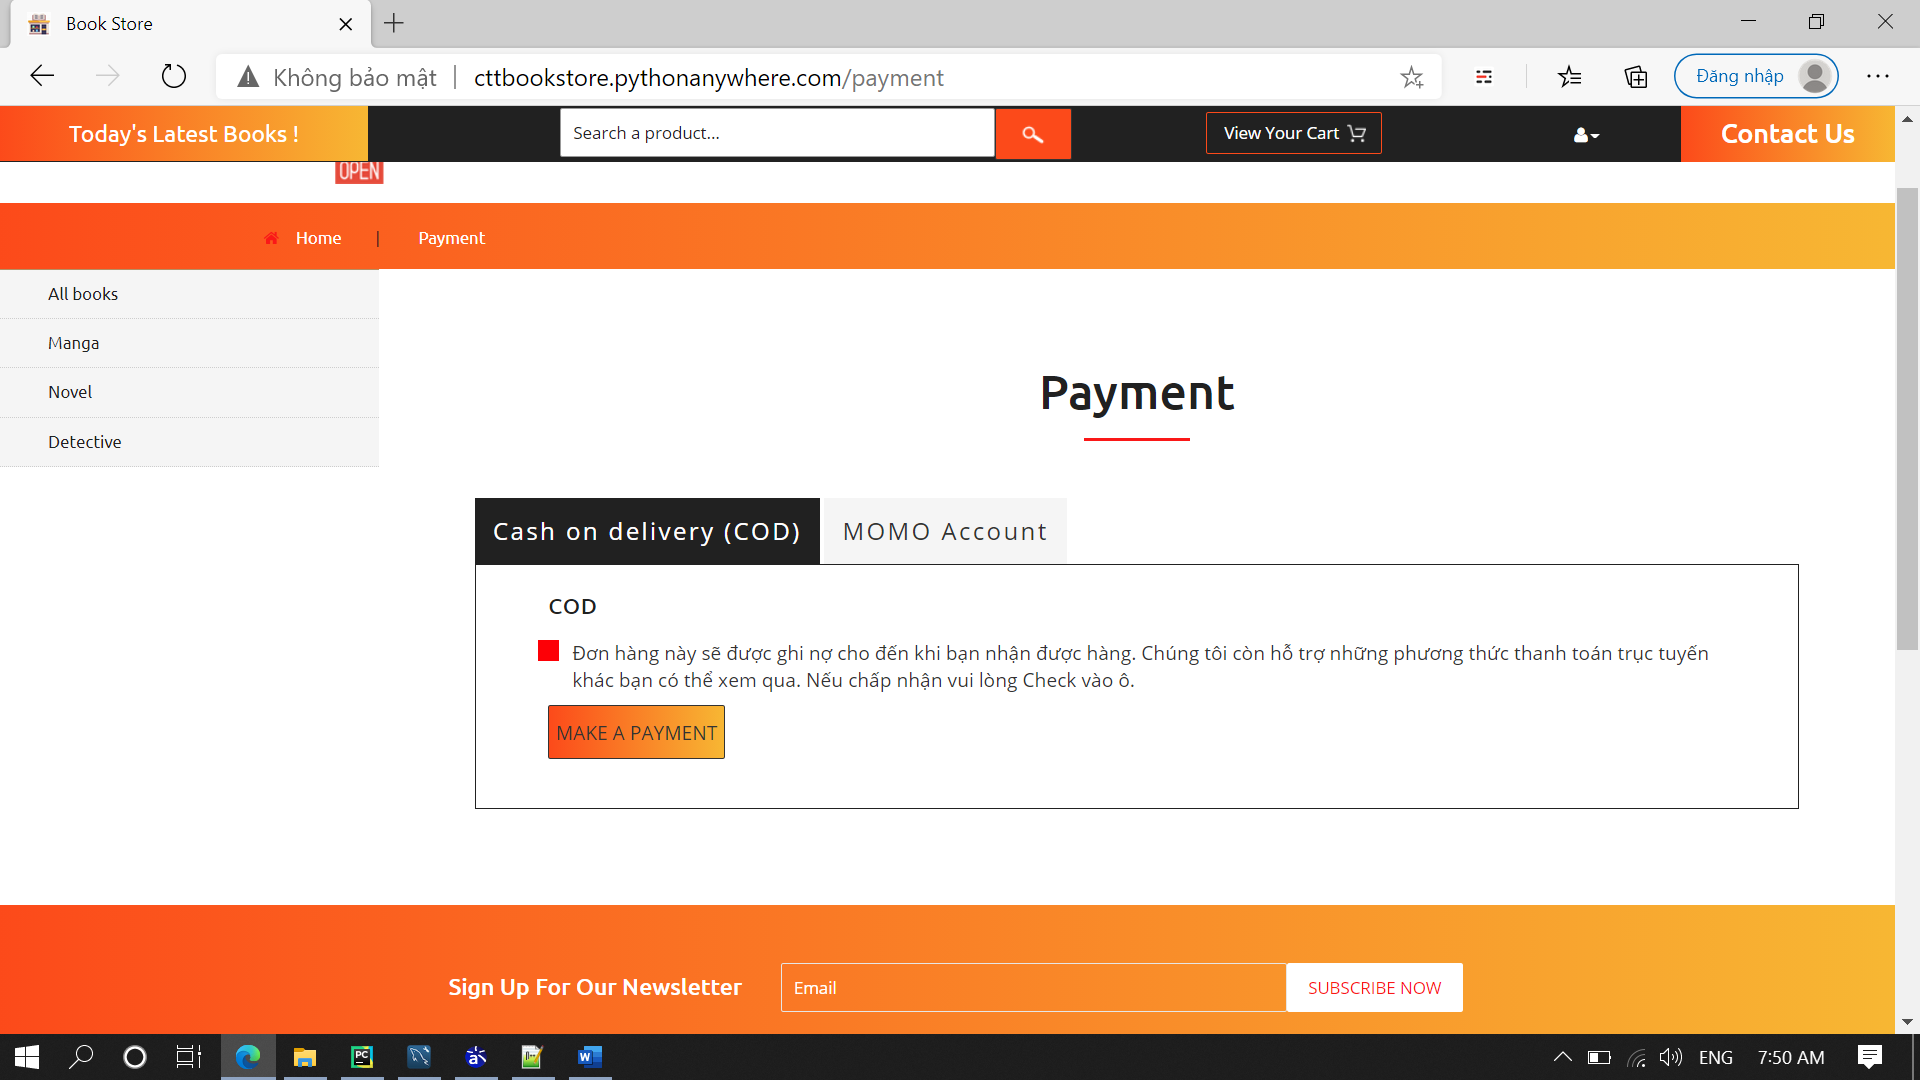 Book Store
Không bảo mật
cttbookstore.pythonanywhere.com/payment
Đăng nhập
Today's Latest Books !
Search a product...
View Your Cart
Contact Us
OPEN
Home | Payment
All books
Manga
Novel
Detective
Payment
Cash on delivery (COD)
MOMO Account
COD
Đơn hàng này sẽ được ghi nợ cho đến khi bạn nhận được hàng. Chúng tôi còn hỗ trợ những phương thức thanh toán trục tuyến
khác bạn có thể xem qua. Nếu chấp nhận vui lòng Check vào ô.
MAKE A PAYMENT
Sign Up For Our Newsletter
Email
SUBSCRIBE NOW
ENG
7:50 AM